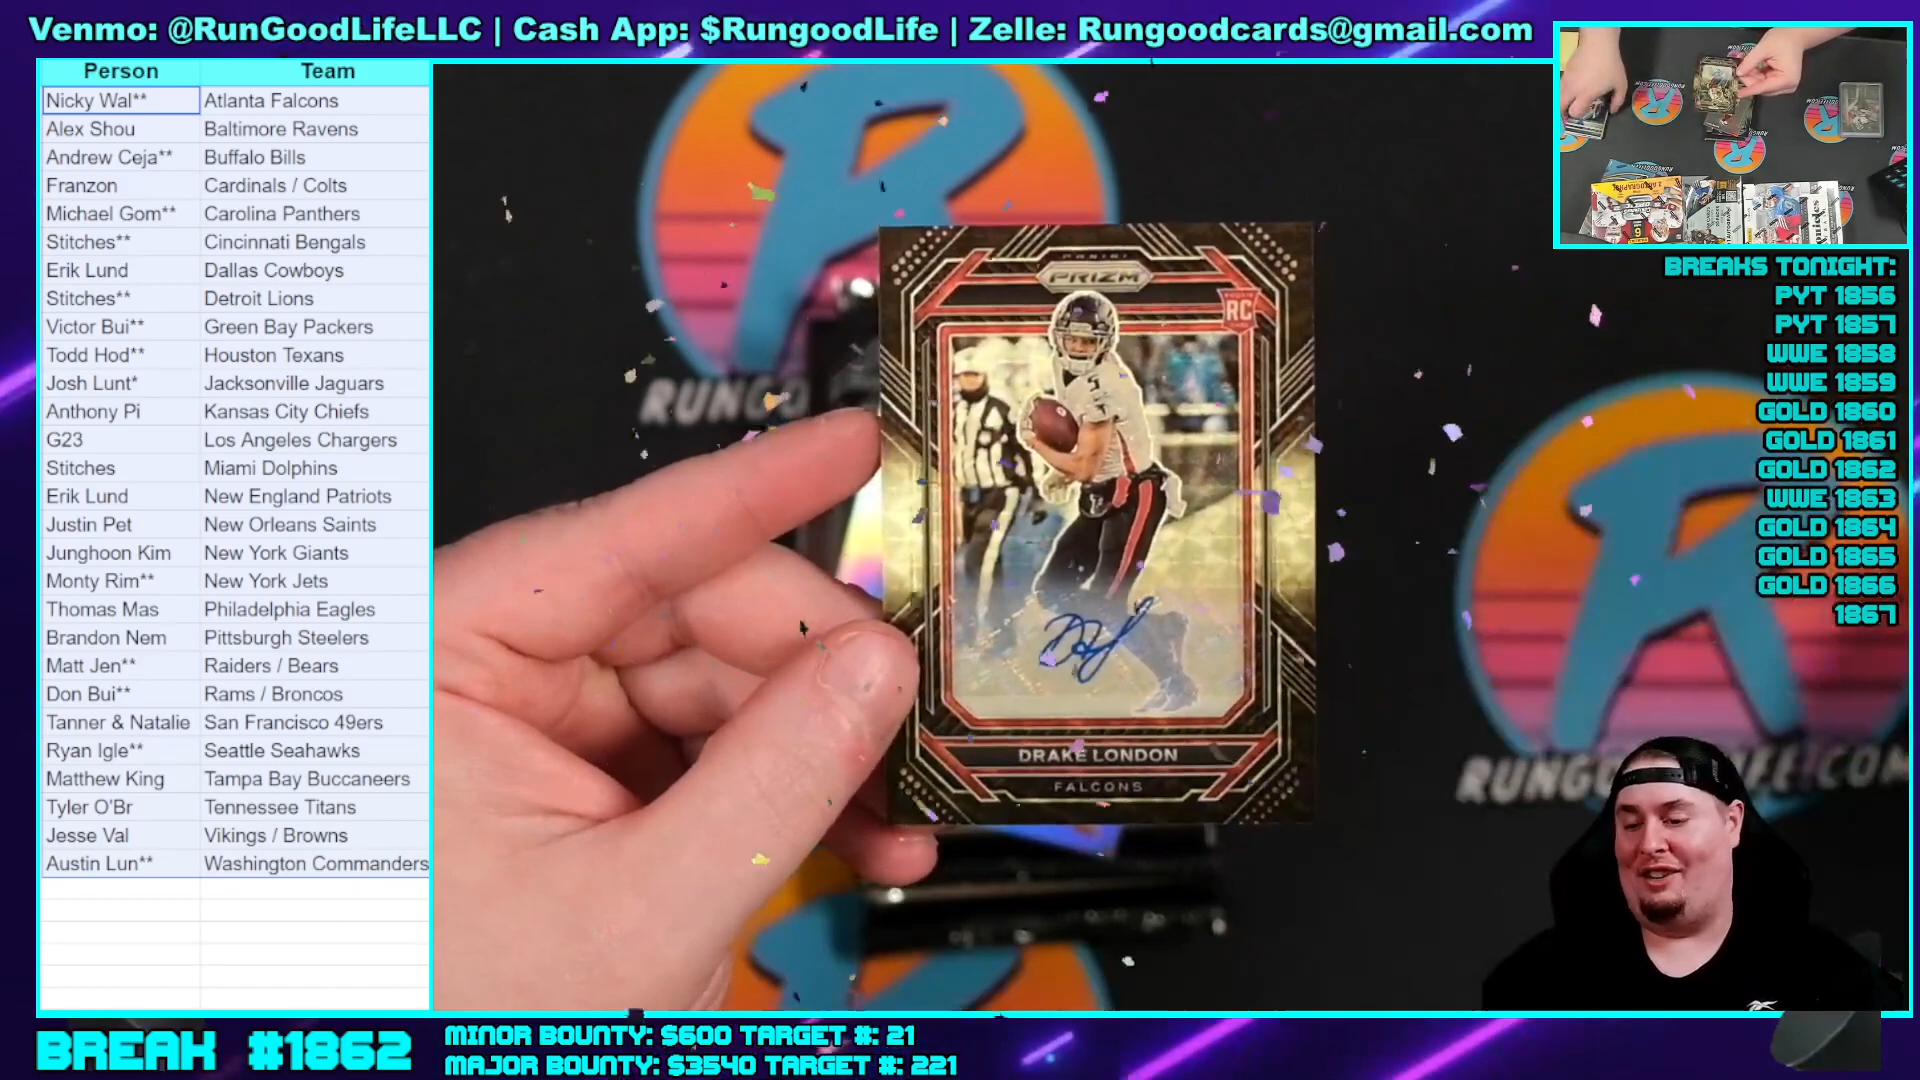 Venmo: @RunGoodLifeLLC | Cash App: $RungoodLife | Zelle: Rungoodcards@gmail.com
Person Team
Nicky Wal** Atlanta Falcons
Alex Shou Baltimore Ravens
Andrew Ceja** Buffalo Bills
Franzon Cardinals / Colts
Michael Gom** Carolina Panthers
Stitches** Cincinnati Bengals
Erik Lund Dallas Cowboys
Stitches** Detroit Lions
Victor Bui** Green Bay Packers
Todd Hod** Houston Texans
Josh Lunt* Jacksonville Jaguars
Anthony Pi Kansas City Chiefs
G23 Los Angeles Chargers
Stitches Miami Dolphins
Erik Lund New England Patriots
Justin Pet New Orleans Saints
Junghoon Kim New York Giants
Monty Rim** New York Jets
Thomas Mas Philadelphia Eagles
Brandon Nem Pittsburgh Steelers
Matt Jen** Raiders / Bears
Don Bui** Rams / Broncos
Tanner & Natalie San Francisco 49ers
Ryan Igle** Seattle Seahawks
Matthew King Tampa Bay Buccaneers
Tyler O'Br Tennessee Titans
Jesse Val Vikings / Browns
Austin Lun** Washington Commanders
PANINI
PRIZM
RC
DRAKE LONDON
FALCONS
RUNGO
BREAKS TONIGHT:
PYT 1856
PYT 1857
WWE 1858
WWE 1859
GOLD 1860
GOLD 1861
GOLD 1862
WWE 1863
GOLD 1864
GOLD 1865
GOLD 1866
1867
BREAK #1862
MINOR BOUNTY: $600 TARGET #: 21
MAJOR BOUNTY: $3540 TARGET #: 221